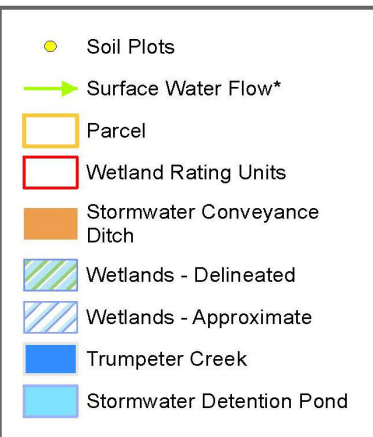 Soil Plots
Surface Water Flow*
Parcel
Wetland Rating Units
Stormwater Conveyance
Ditch
Wetlands - Delineated
Wetlands - Approximate
Trumpeter Creek
Stormwater Detention Pond